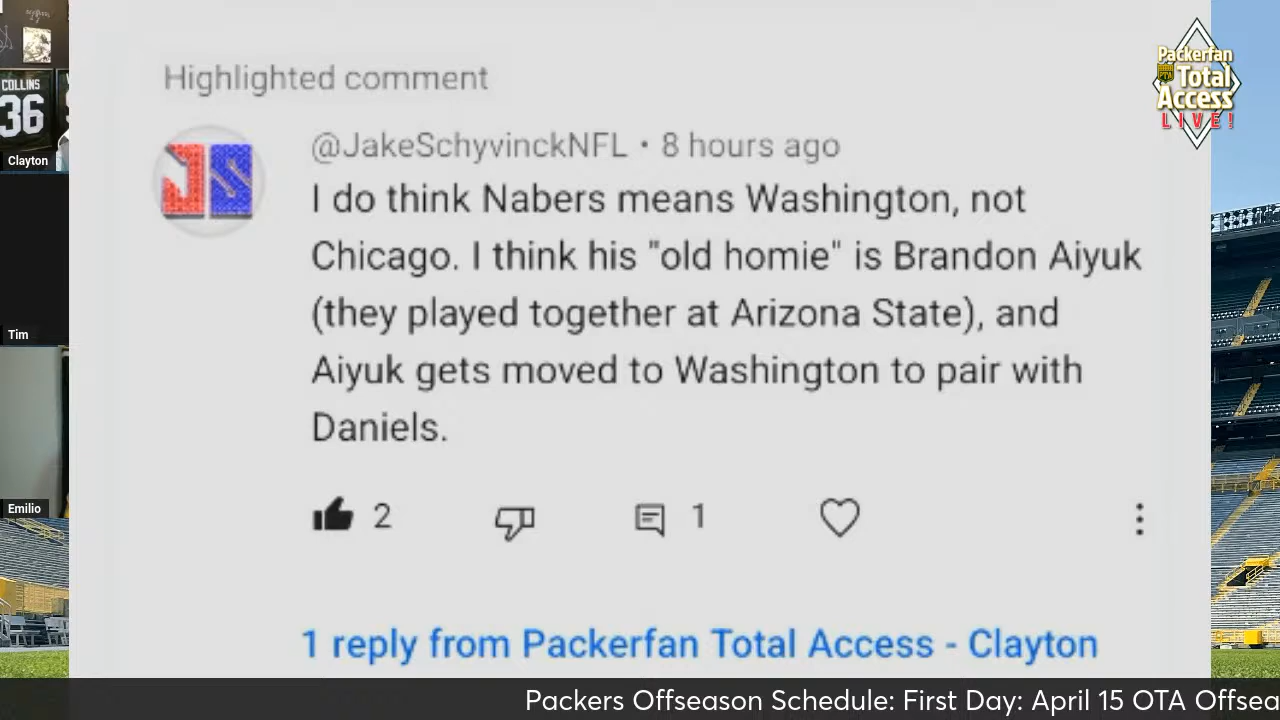 COLLINS
36
Clayton
Tim
Emilio
Highlighted comment
@JakeSchyvinckNFL • 8 hours ago
I do think Nabers means Washington, not
Chicago. I think his "old homie" is Brandon Aiyuk
(they played together at Arizona State), and
Aiyuk gets moved to Washington to pair with
Daniels.
2
1
1 reply from Packerfan Total Access - Clayton
Packerfan
PTA
Total
Access
LIVE!
Packers Offseason Schedule: First Day: April 15 OTA Offsea